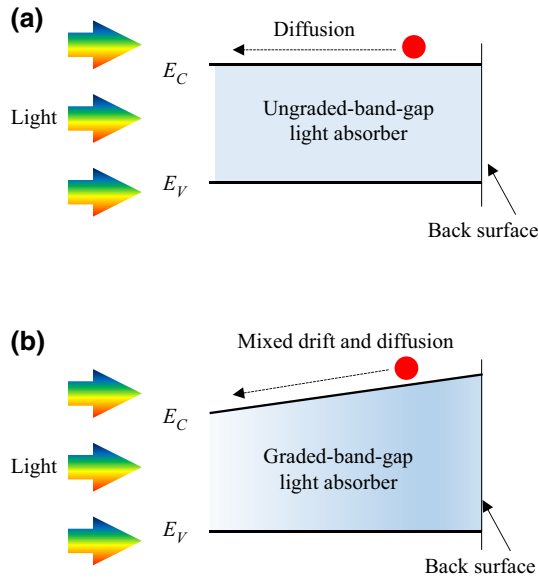 (a)
Diffusion
E_C
Light
Ungraded-band-gap
light absorber
E_V
Back surface
(b)
Mixed drift and diffusion
E_C
Light
Graded-band-gap
light absorber
E_V
Back surface